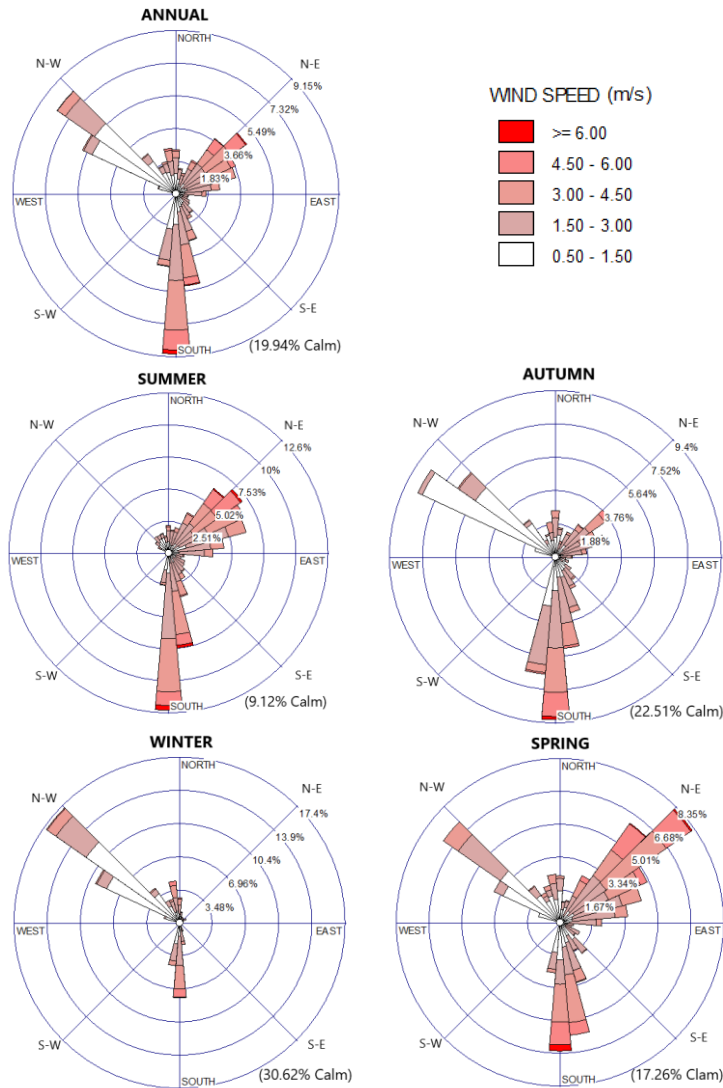 ANNUAL
NORTH
N-W
N-E
9.15%
7.32%
5.49%
3.66%
1.83%
WEST
EAST
S-W
S-E
SOUTH
(19.94% Calm)
WIND SPEED (m/s)
>= 6.00
4.50 - 6.00
3.00 - 4.50
1.50 - 3.00
0.50 - 1.50
SUMMER
NORTH
N-W
N-E
12.6%
10%
7.53%
5.02%
2.51%
WEST
EAST
S-W
S-E
SOUTH
(9.12% Calm)
AUTUMN
NORTH
N-W
N-E
9.4%
7.52%
5.64%
3.76%
1.88%
WEST
EAST
S-W
S-E
SOUTH
(22.51% Calm)
WINTER
NORTH
N-W
N-E
17.4%
13.9%
10.4%
6.96%
3.48%
WEST
EAST
S-W
S-E
SOUTH
(30.62% Calm)
SPRING
NORTH
N-W
N-E
8.35%
6.68%
5.01%
3.34%
1.67%
WEST
EAST
S-W
S-E
SOUTH
(17.26% Clam)